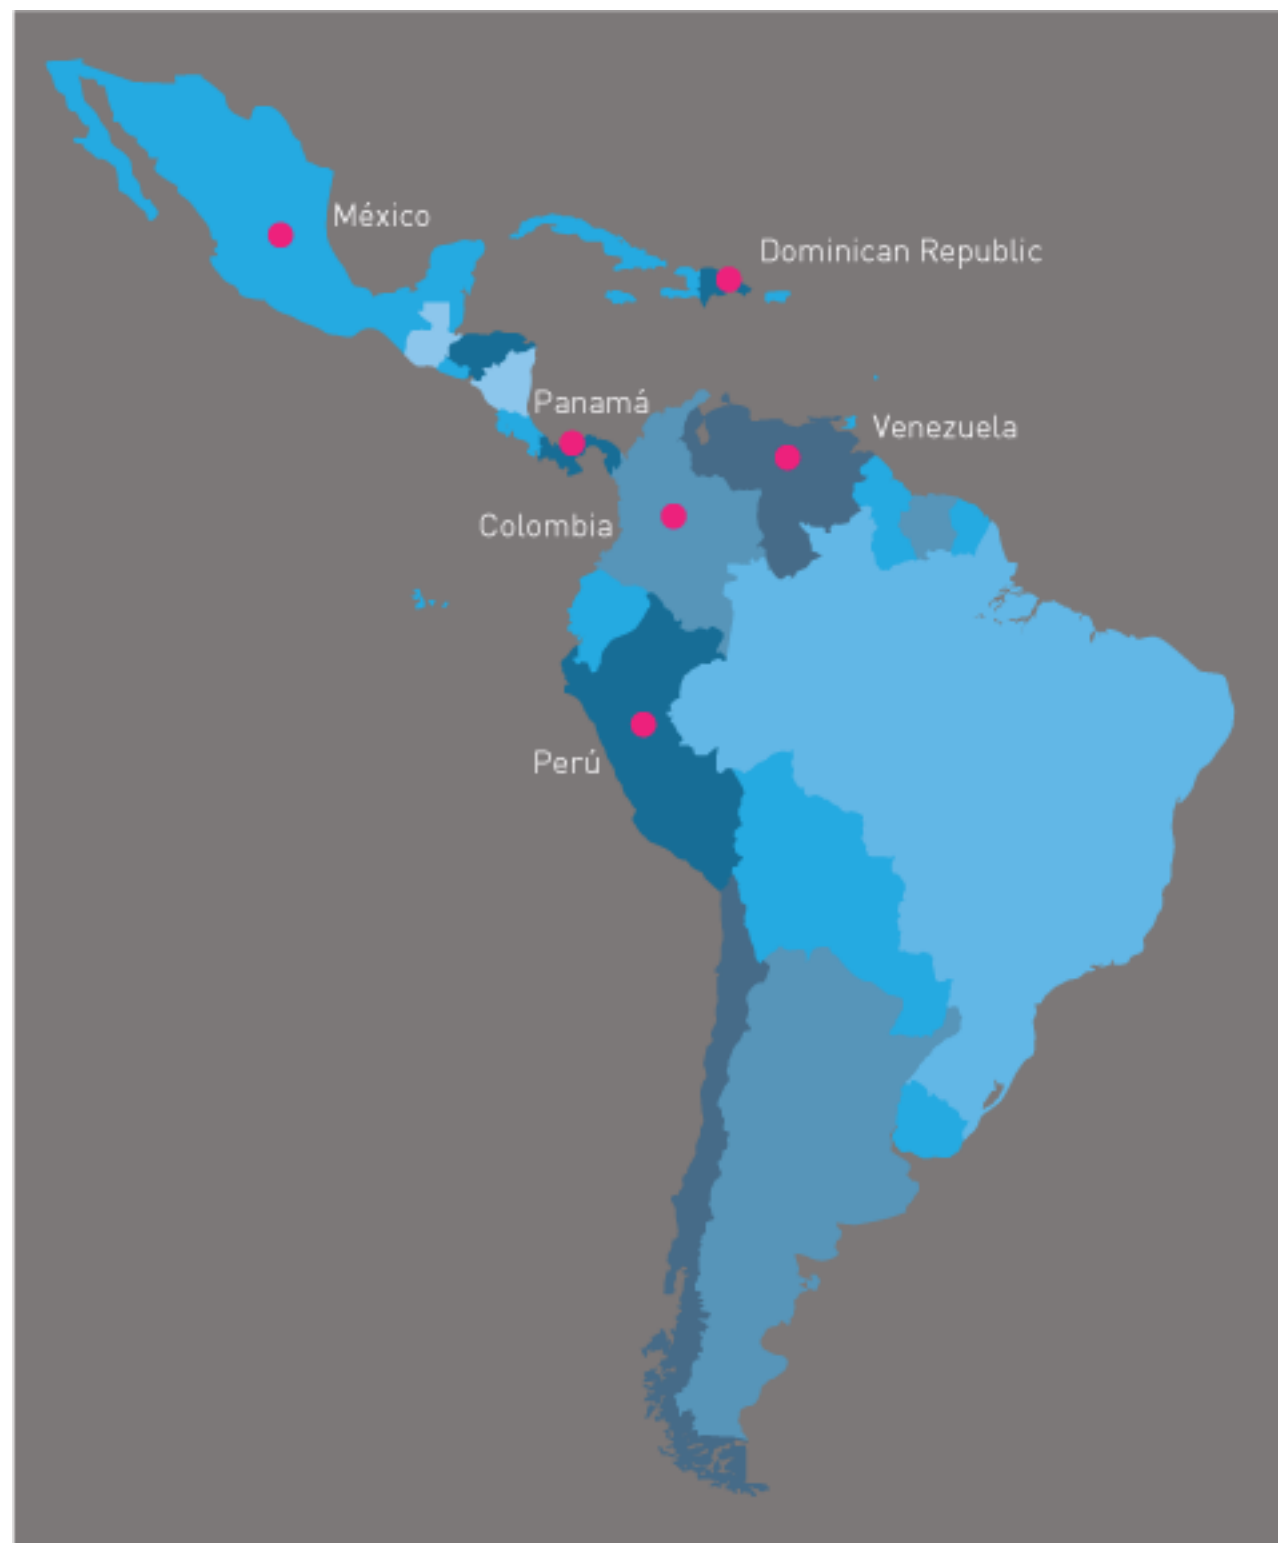 México
Dominican Republic
Panamá
Venezuela
Colombia
Perú